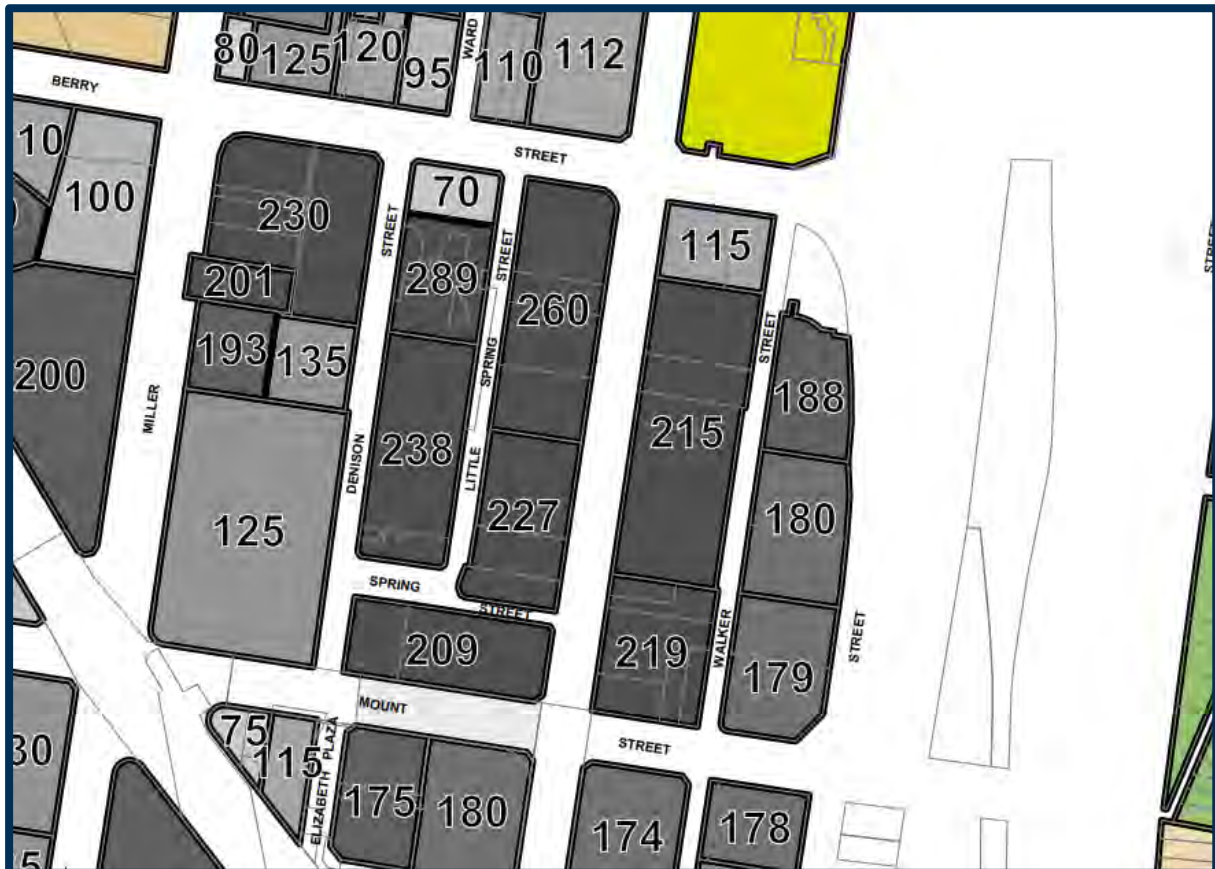 80
125
120
95
WARD
110
112
BERRY
STREET
10
100
230
70
115
STREET
STREET
STREET
201
289
260
193
135
SPRING
STREET
188
200
MILLER
238
215
DENISON
LITTLE
125
227
180
SPRING
STREET
209
219
WALKER
179
STREET
MOUNT
75
115
ELIZABETH PLAZA
STREET
30
175
180
174
178